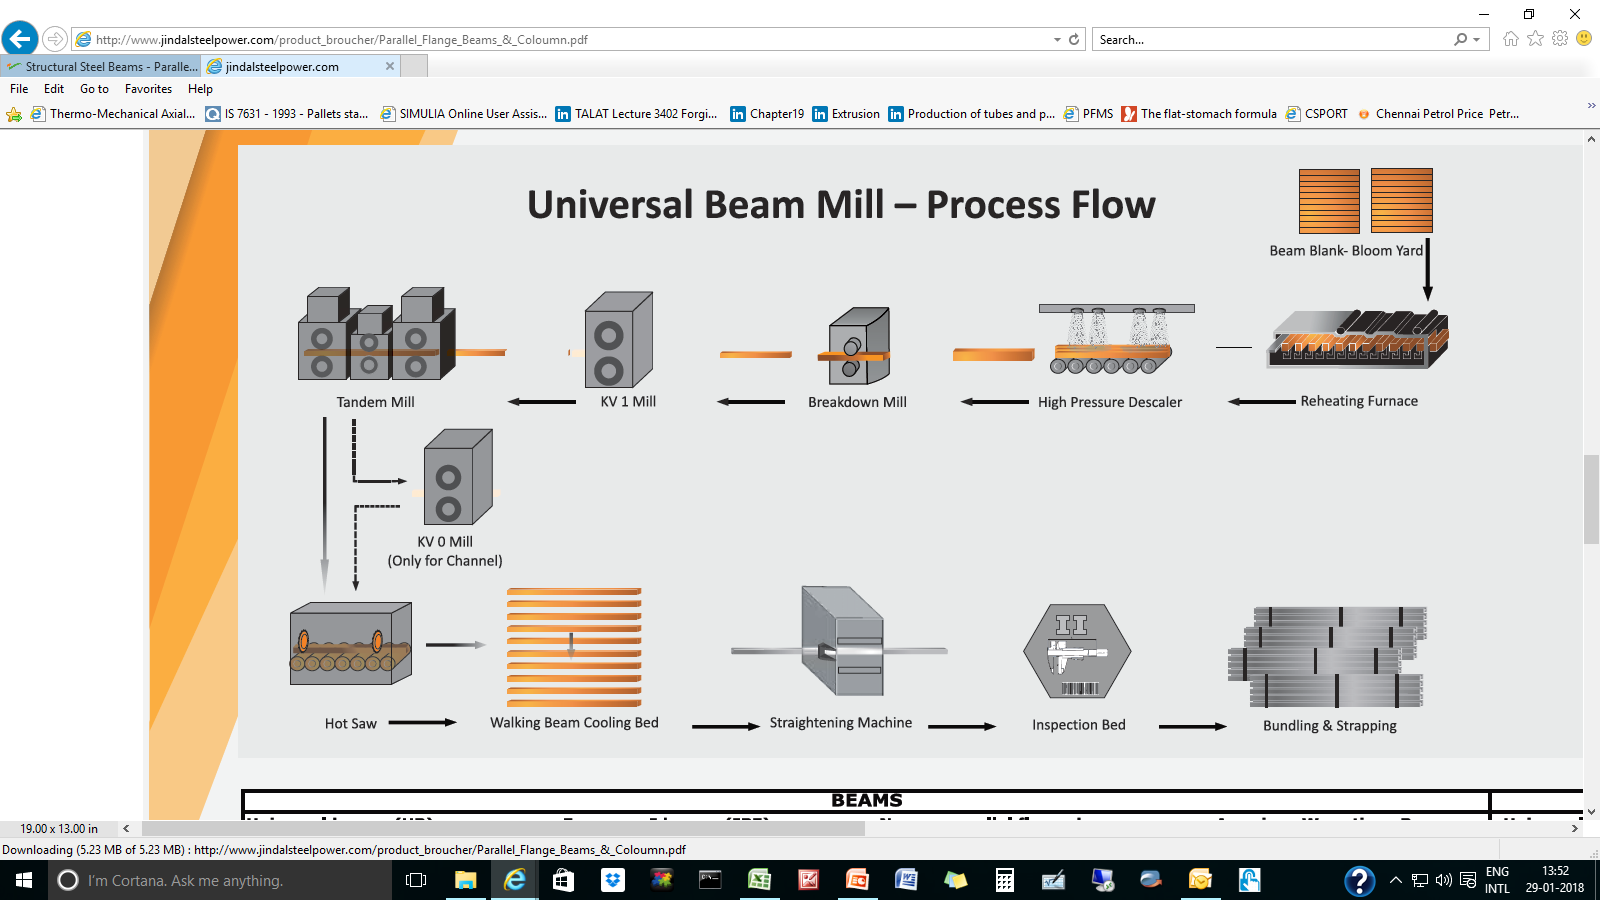 http://www.jindalsteelpower.com/product_broucher/Parallel_Flange_Beams_&_Coloumn.pdf
Search...
Structural Steel Beams - Paralle...
jindalsteelpower.com
File Edit Go to Favorites Help
Thermo-Mechanical Axial... IS 7631 - 1993 - Pallets sta... SIMULIA Online User Assis... TALAT Lecture 3402 Forgi... Chapter19 Extrusion Production of tubes and p... PFMS The flat-stomach formula CSPORT Chennai Petrol Price Petr...
Universal Beam Mill – Process Flow
Beam Blank- Bloom Yard
Tandem Mill
KV 1 Mill
Breakdown Mill
High Pressure Descaler
Reheating Furnace
KV 0 Mill
(Only for Channel)
Hot Saw
Walking Beam Cooling Bed
Straightening Machine
Inspection Bed
Bundling & Strapping
BEAMS
19.00 x 13.00 in
Downloading (5.23 MB of 5.23 MB) : http://www.jindalsteelpower.com/product_broucher/Parallel_Flange_Beams_&_Coloumn.pdf
I'm Cortana. Ask me anything.
ENG
INTL
13:52
29-01-2018